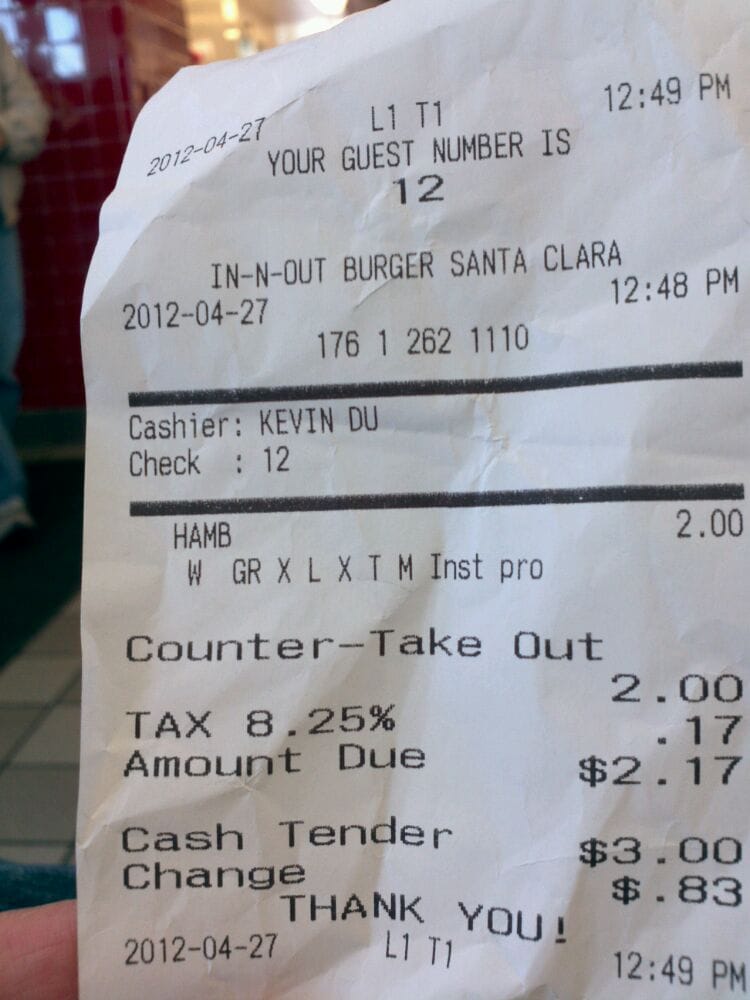 2012-04-27 L1 T1 12:49 PM
YOUR GUEST NUMBER IS
12
IN-N-OUT BURGER SANTA CLARA
2012-04-27 12:48 PM
176 1 262 1110
Cashier: KEVIN DU
Check : 12
HAMB 2.00
W GR X L X T M Inst pro
Counter-Take Out
2.00
TAX 8.25% .17
Amount Due $2.17
Cash Tender $3.00
Change $.83
THANK YOU!
2012-04-27 L1 T1 12:49 PM